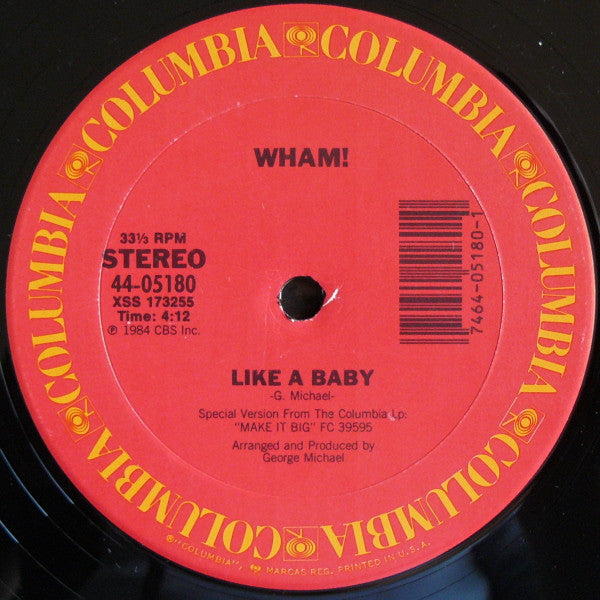 COLUMBIA COLUMBIA COLUMBIA COLUMBIA COLUMBIA COLUMBIA COLUMBIA
WHAM!
33⅓ RPM
STEREO
44-05180
XSS 173255
Time: 4:12
℗ 1984 CBS Inc.
7464-05180-1
LIKE A BABY
-G. Michael-
Special Version From The Columbia Lp:
"MAKE IT BIG" FC 39595
Arranged and Produced by
George Michael
®"COLUMBIA", MARCAS REG. PRINTED IN U.S.A.